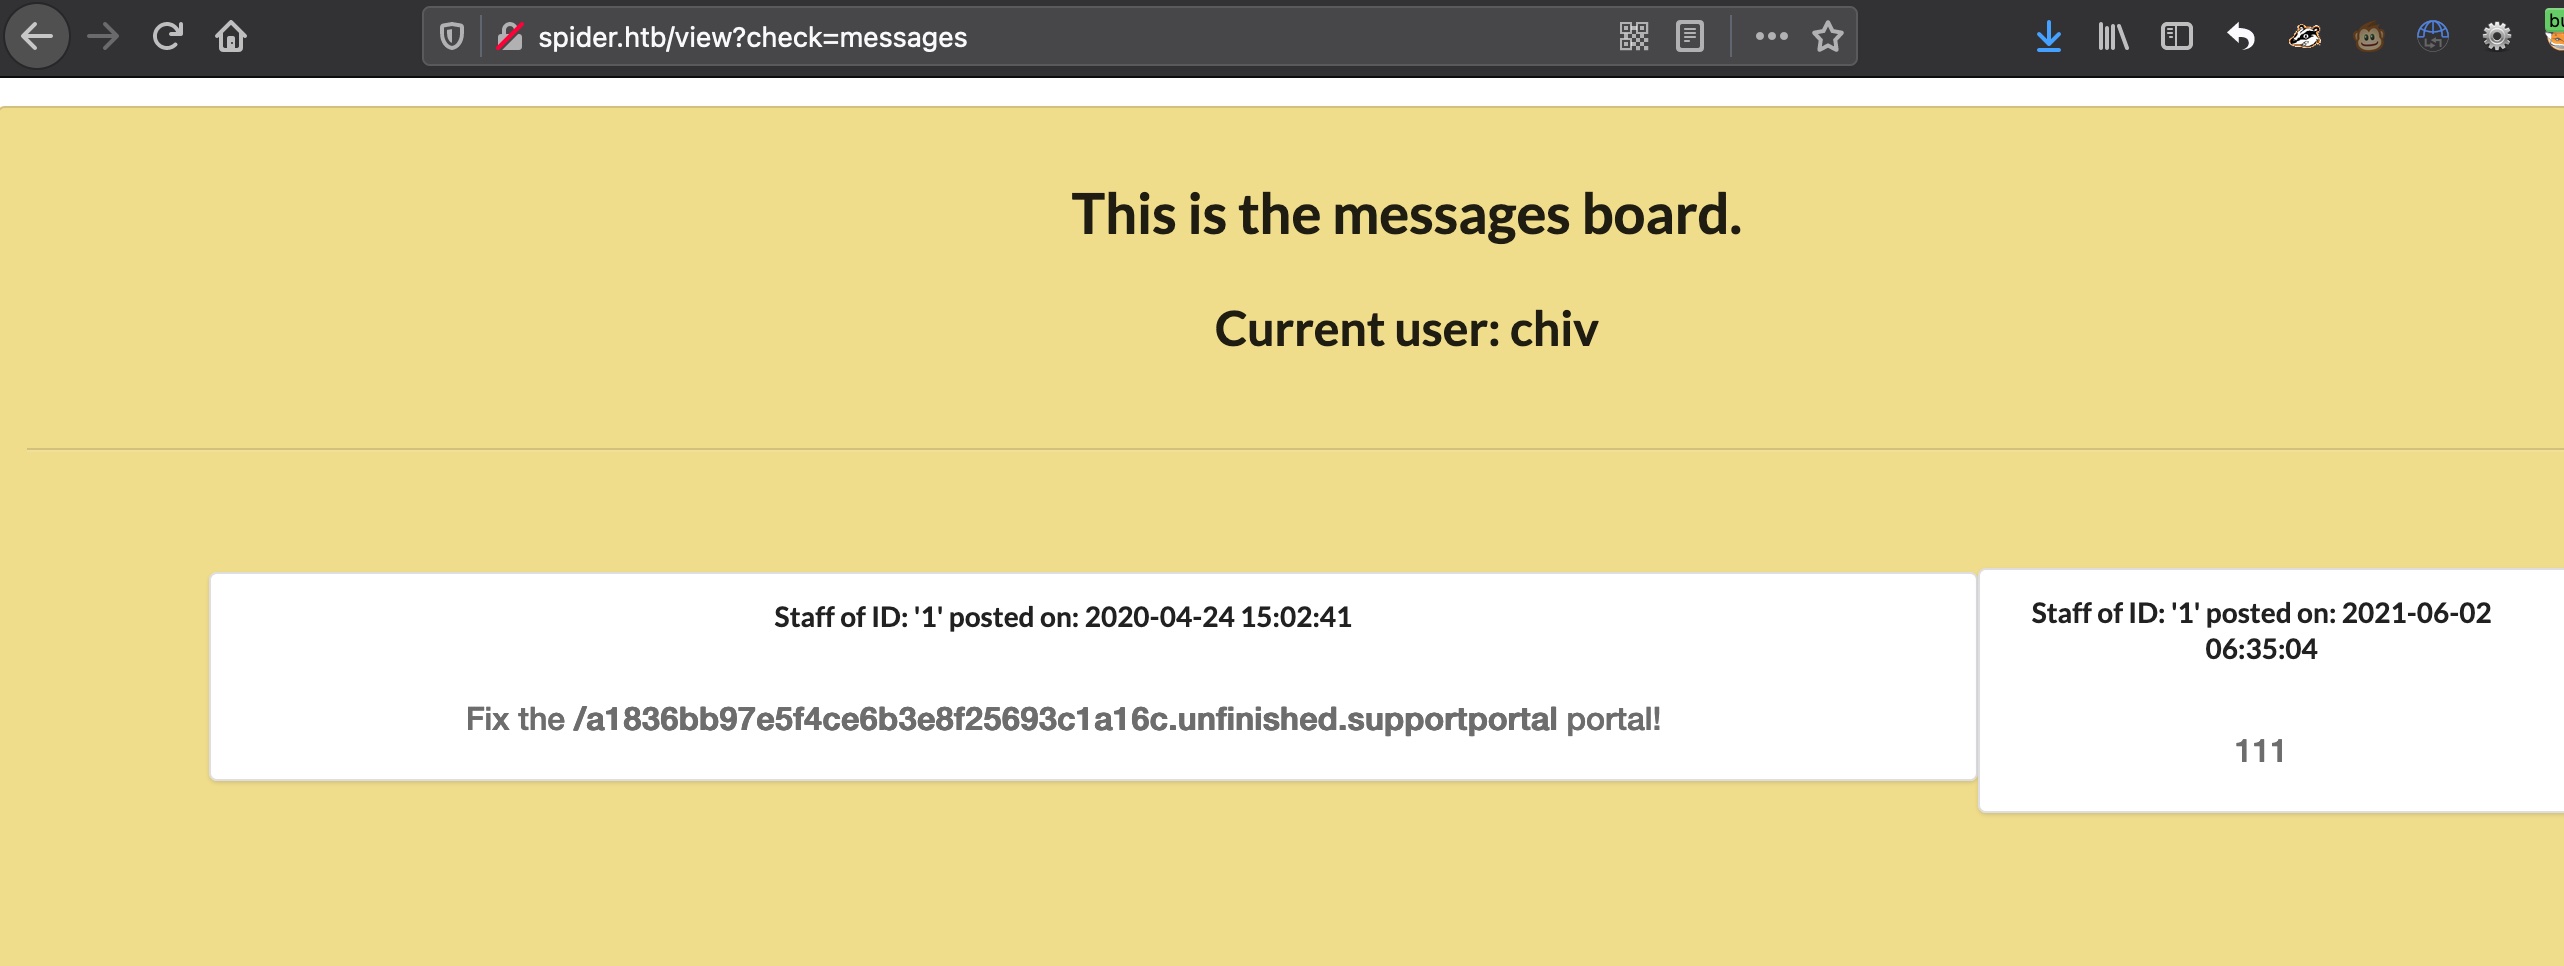 spider.htb/view?check=messages
This is the messages board.
Current user: chiv
Staff of ID: '1' posted on: 2020-04-24 15:02:41
Fix the /a1836bb97e5f4ce6b3e8f25693c1a16c.unfinished.supportportal portal!
Staff of ID: '1' posted on: 2021-06-02
06:35:04
111